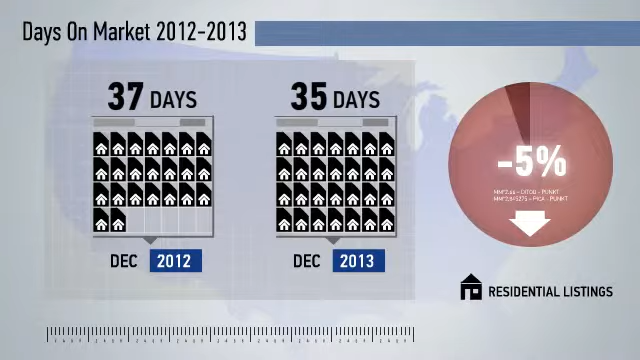 Days On Market 2012-2013
37 DAYS
35 DAYS
-5%
DEC 2012
DEC 2013
RESIDENTIAL LISTINGS